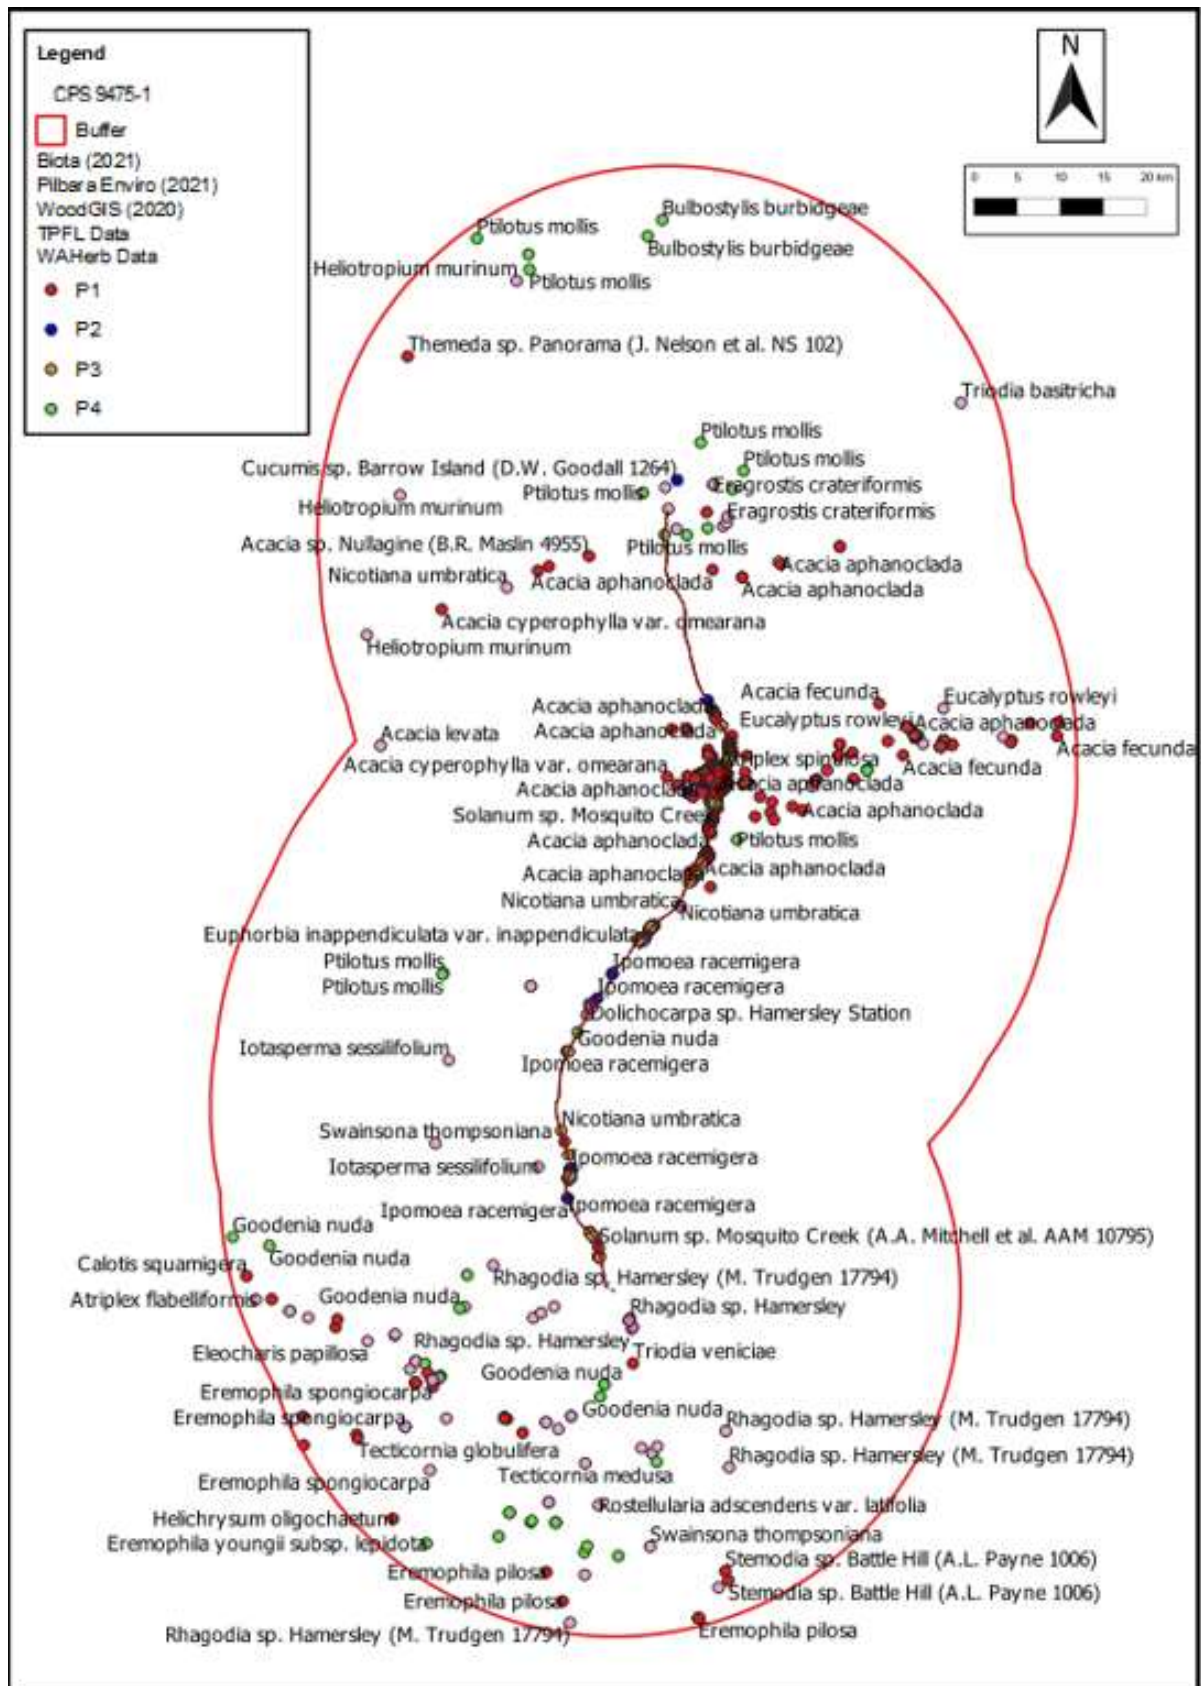 Legend
CPS 9475-1
Buffer
Biota (2021)
Pilbara Enviro (2021)
WoodGIS (2020)
TPFL Data
WAHerb Data
P1
P2
P3
P4
N
0 5 10 15 20 km
Bulbostylis burbidgeae
Ptilotus mollis
Bulbostylis burbidgeae
Heliotropium murinum
Ptilotus mollis
Themeda sp. Panorama (J. Nelson et al. NS 102)
Triodia basitricha
Ptilotus mollis
Cucumis sp. Barrow Island (D.W. Goodall 1264)
Ptilotus mollis
Ptilotus mollis
Eragrostis crateriformis
Heliotropium murinum
Eragrostis crateriformis
Acacia sp. Nullagine (B.R. Maslin 4955)
Ptilotus mollis
Acacia aphanoclada
Nicotiana umbratica
Acacia aphanoclada
Acacia aphanoclada
Acacia cyperophylla var. omearana
Heliotropium murinum
Acacia fecunda
Eucalyptus rowleyi
Acacia aphanoclada
Eucalyptus rowleyi
Acacia aphanoclada
Acacia aphanoclada
Acacia levata
Acacia fecunda
Atriplex spinulosa
Acacia cyperophylla var. omearana
Acacia fecunda
Acacia aphanoclada
Acacia aphanoclada
Solanum sp. Mosquito Creek
Acacia aphanoclada
Acacia aphanoclada
Ptilotus mollis
Acacia aphanoclada
Acacia aphanoclada
Nicotiana umbratica
Nicotiana umbratica
Euphorbia inappendiculata var. inappendiculata
Ptilotus mollis
Ipomoea racemigera
Ptilotus mollis
Ipomoea racemigera
Dolichocarpa sp. Hamersley Station
Goodenia nuda
Iotasperma sessilifolium
Ipomoea racemigera
Nicotiana umbratica
Swainsona thompsoniana
Ipomoea racemigera
Iotasperma sessilifolium
Ipomoea racemigera
Ipomoea racemigera
Goodenia nuda
Solanum sp. Mosquito Creek (A.A. Mitchell et al. AAM 10795)
Goodenia nuda
Calotis squamigera
Rhagodia sp. Hamersley (M. Trudgen 17794)
Atriplex flabelliformis
Goodenia nuda
Rhagodia sp. Hamersley
Rhagodia sp. Hamersley
Eleocharis papillosa
Triodia veniciae
Goodenia nuda
Eremophila spongiocarpa
Goodenia nuda
Eremophila spongiocarpa
Rhagodia sp. Hamersley (M. Trudgen 17794)
Tecticornia globulifera
Rhagodia sp. Hamersley (M. Trudgen 17794)
Tecticornia medusa
Eremophila spongiocarpa
Rostellularia adscendens var. latifolia
Helichrysum oligochaetum
Swainsona thompsoniana
Eremophila youngii subsp. lepidota
Stemodia sp. Battle Hill (A.L. Payne 1006)
Eremophila pilosa
Stemodia sp. Battle Hill (A.L. Payne 1006)
Eremophila pilosa
Eremophila pilosa
Rhagodia sp. Hamersley (M. Trudgen 17794)